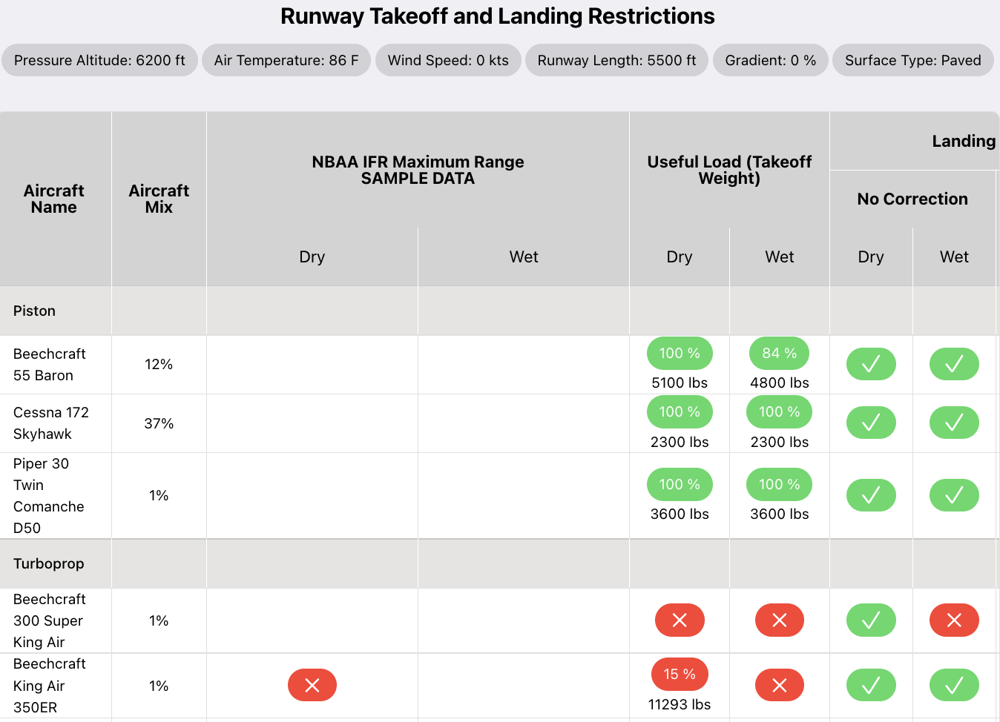 Runway Takeoff and Landing Restrictions
Pressure Altitude: 6200 ft
Air Temperature: 86 F
Wind Speed: 0 kts
Runway Length: 5500 ft
Gradient: 0 %
Surface Type: Paved
Aircraft
Name
Aircraft
Mix
NBAA IFR Maximum Range
SAMPLE DATA
Useful Load (Takeoff
Weight)
Landing
No Correction
Dry
Wet
Dry
Wet
Dry
Wet
Piston
Beechcraft
55 Baron
12%
100 %
5100 lbs
84 %
4800 lbs
Cessna 172
Skyhawk
37%
100 %
2300 lbs
100 %
2300 lbs
Piper 30
Twin
Comanche
D50
1%
100 %
3600 lbs
100 %
3600 lbs
Turboprop
Beechcraft
300 Super
King Air
1%
Beechcraft
King Air
350ER
1%
15 %
11293 lbs